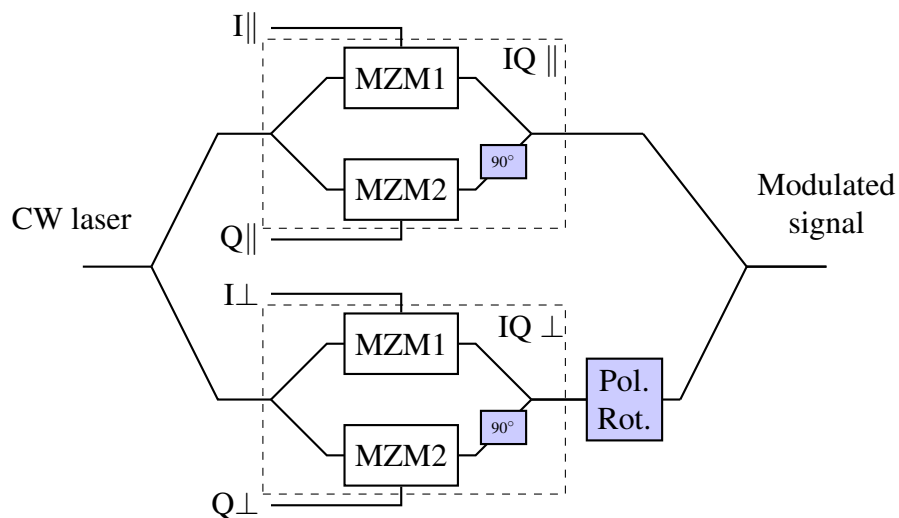 I∥
IQ ∥
MZM1
90°
MZM2
Q∥
CW laser
Modulated
signal
I⊥
IQ ⊥
MZM1
Pol.
Rot.
90°
MZM2
Q⊥